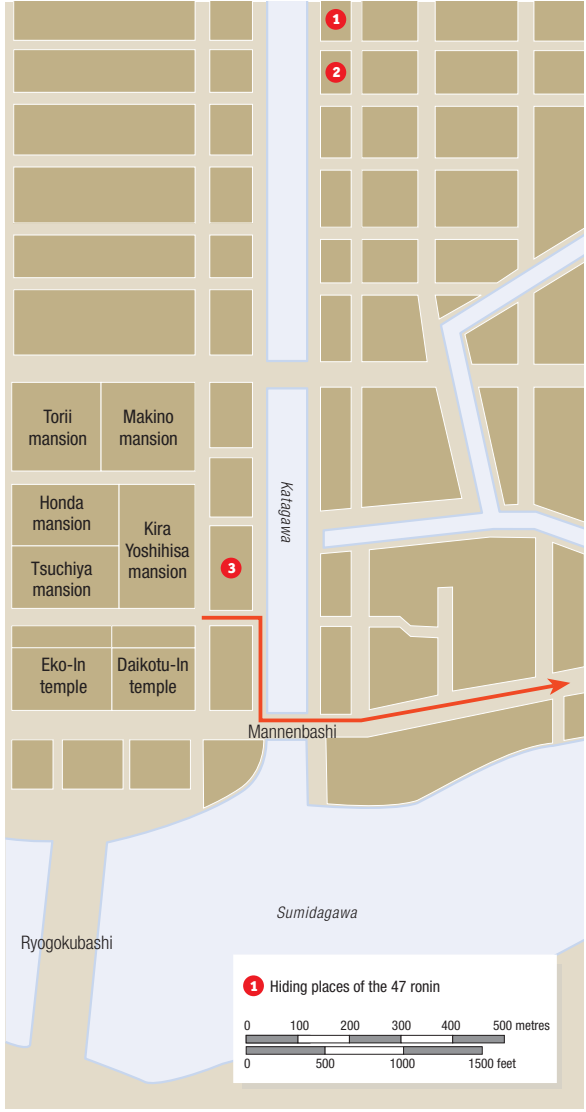 1
2
Torii
mansion
Makino
mansion
Honda
mansion
Kira
Yoshihisa
mansion
Tsuchiya
mansion
3
Katagawa
Eko-In
temple
Daikotu-In
temple
Mannenbashi
Sumidagawa
Ryogokubashi
1 Hiding places of the 47 ronin
0 100 200 300 400 500 metres
0 500 1000 1500 feet